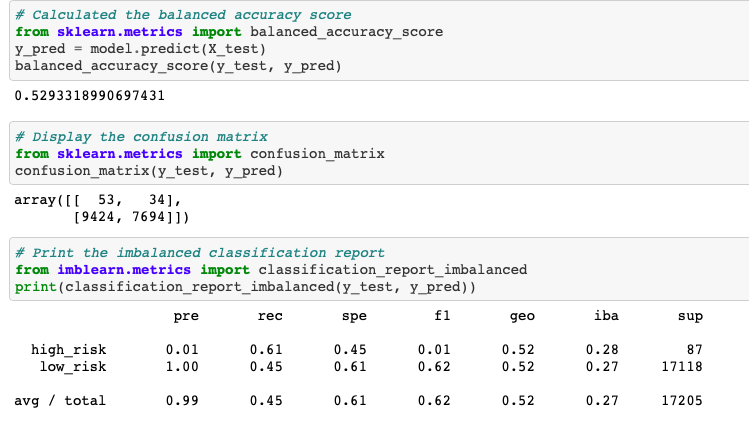 # Calculated the balanced accuracy score
from sklearn.metrics import balanced_accuracy_score
y_pred = model.predict(X_test)
balanced_accuracy_score(y_test, y_pred)
0.5293318990697431
# Display the confusion matrix
from sklearn.metrics import confusion_matrix
confusion_matrix(y_test, y_pred)
array([[  53,   34],
       [9424, 7694]])
# Print the imbalanced classification report
from imblearn.metrics import classification_report_imbalanced
print(classification_report_imbalanced(y_test, y_pred))
                   pre       rec       spe        f1       geo       iba       sup
  high_risk       0.01      0.61      0.45      0.01      0.52      0.28        87
   low_risk       1.00      0.45      0.61      0.62      0.52      0.27     17118
avg / total       0.99      0.45      0.61      0.62      0.52      0.27     17205